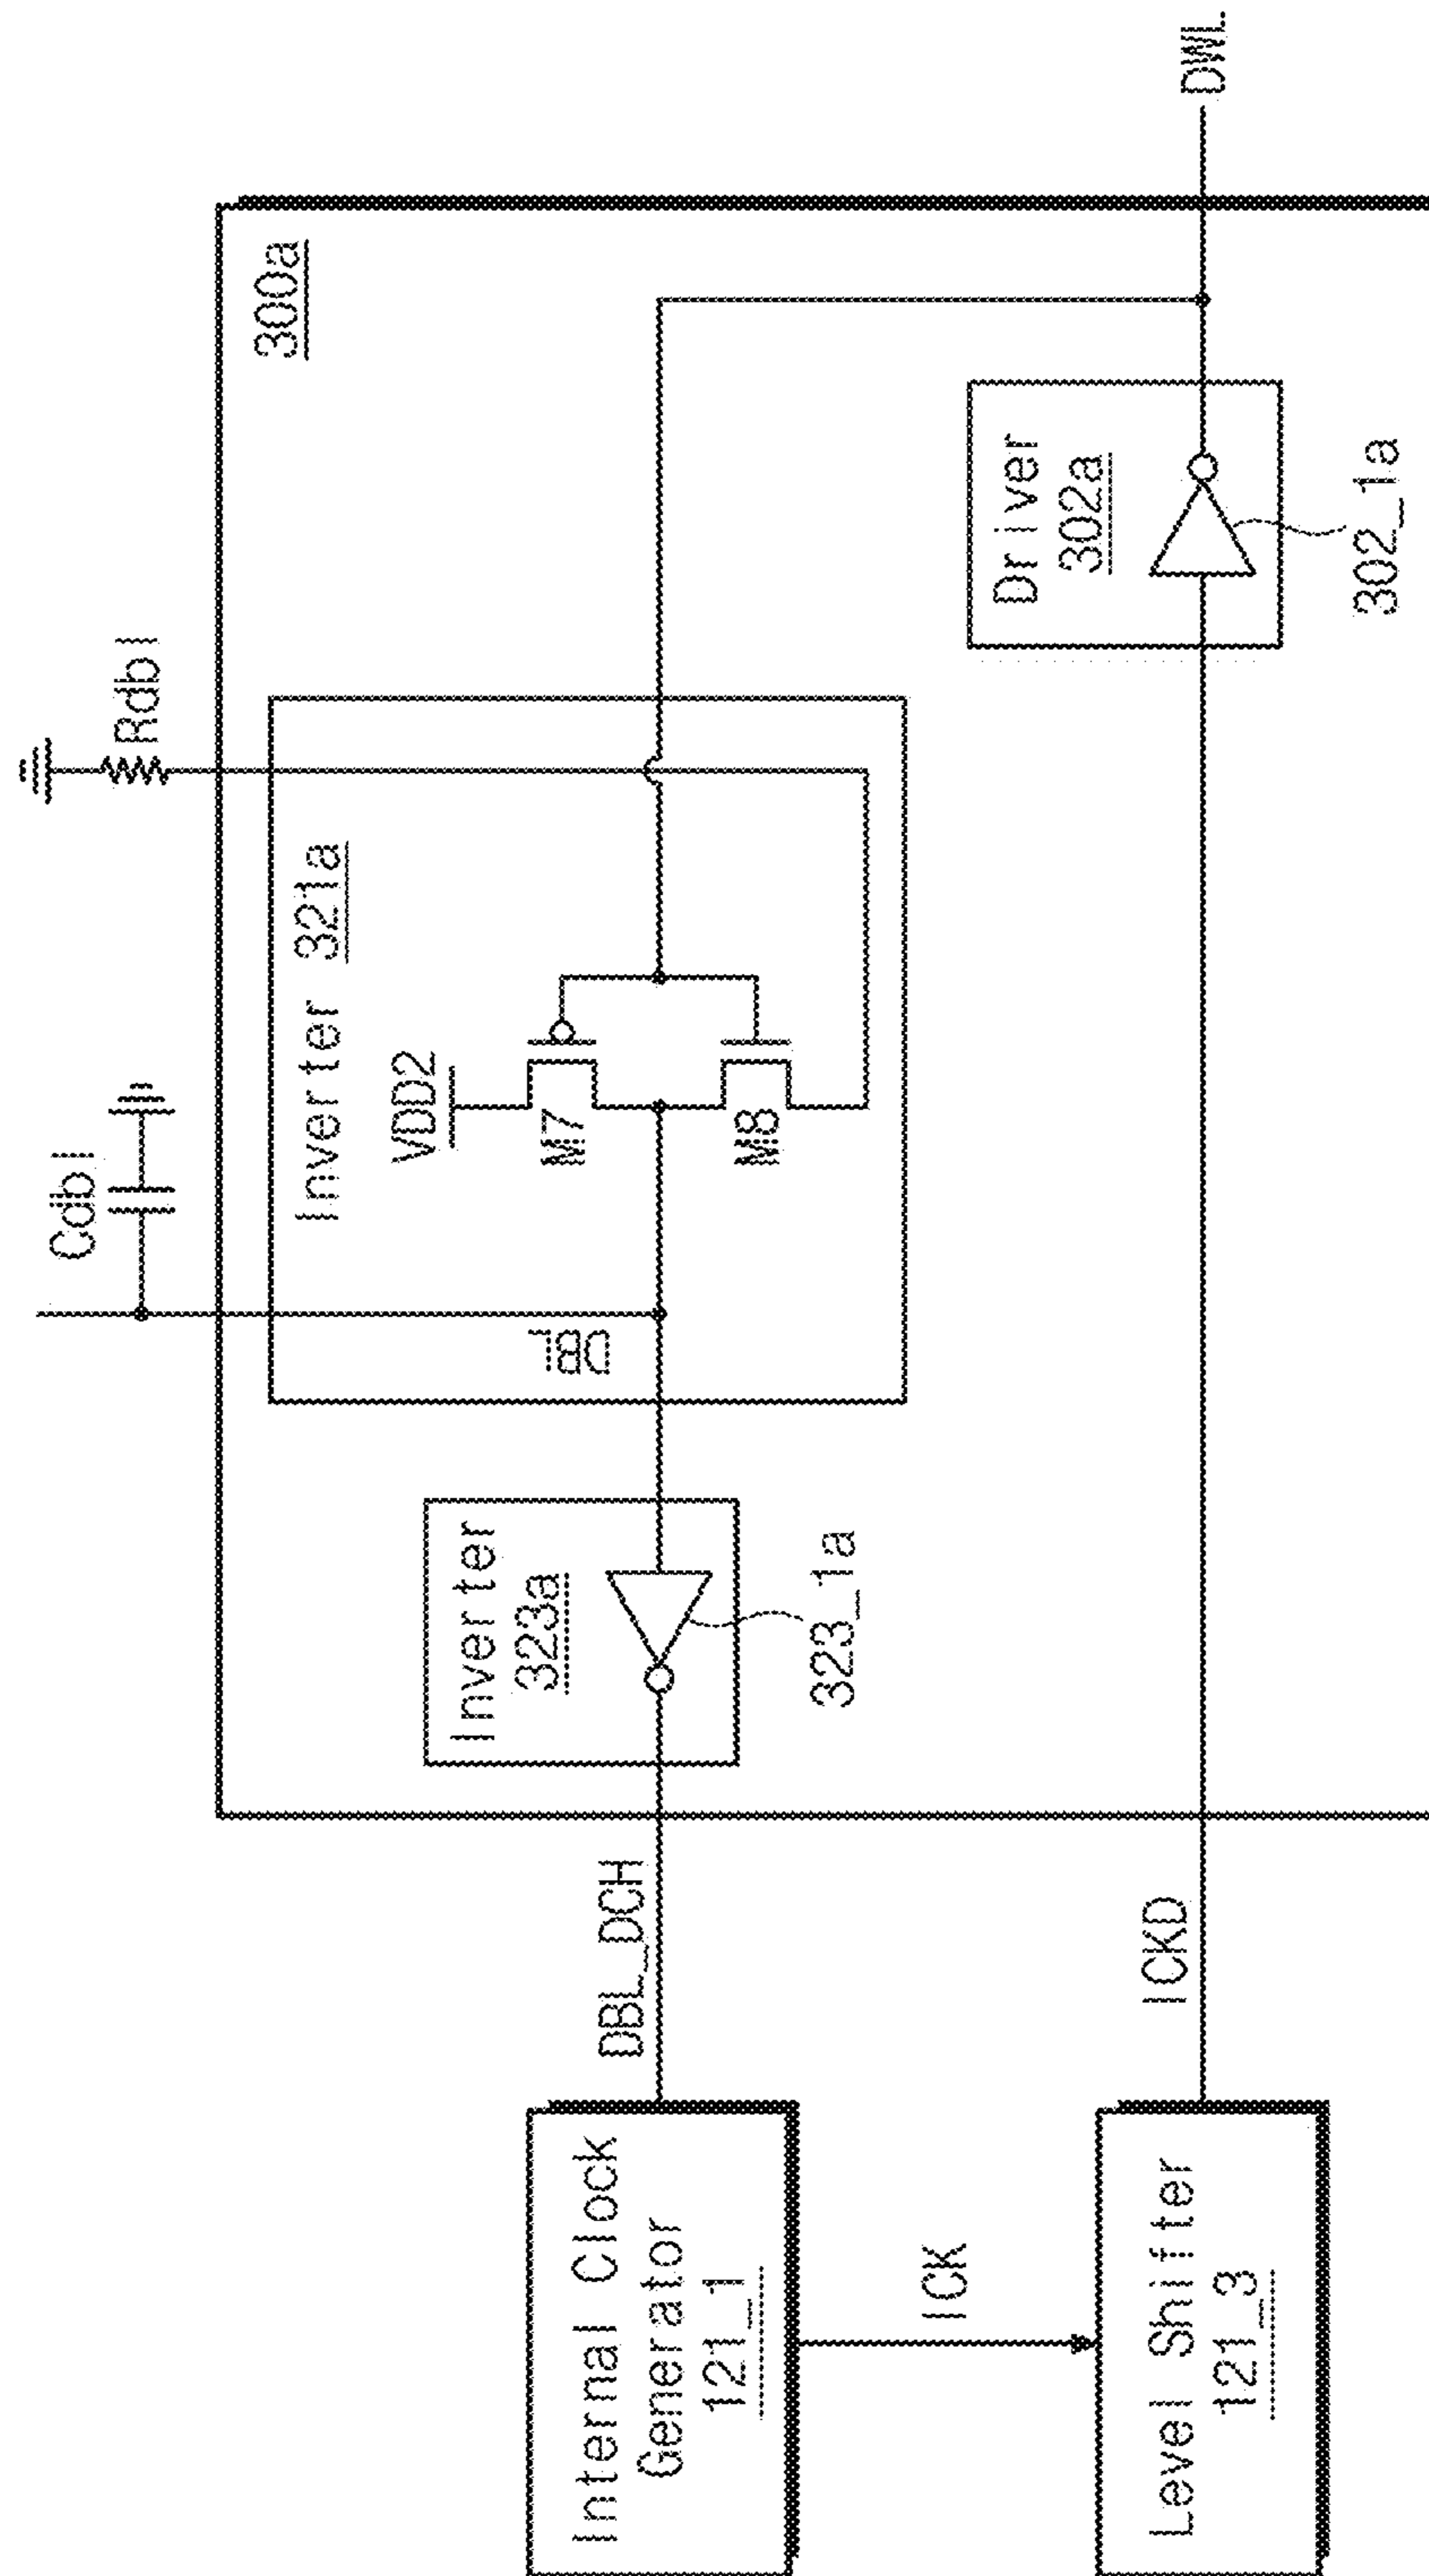 Cdbl
Rdbl
300a
Inverter 321a
VDD2
M7
M8
DBL
Inverter
323a
323_1a
Driver
302a
302_1a
DWL
DBL_DCH
ICKD
Internal Clock
Generator
121_1
ICK
Level Shifter
121_3